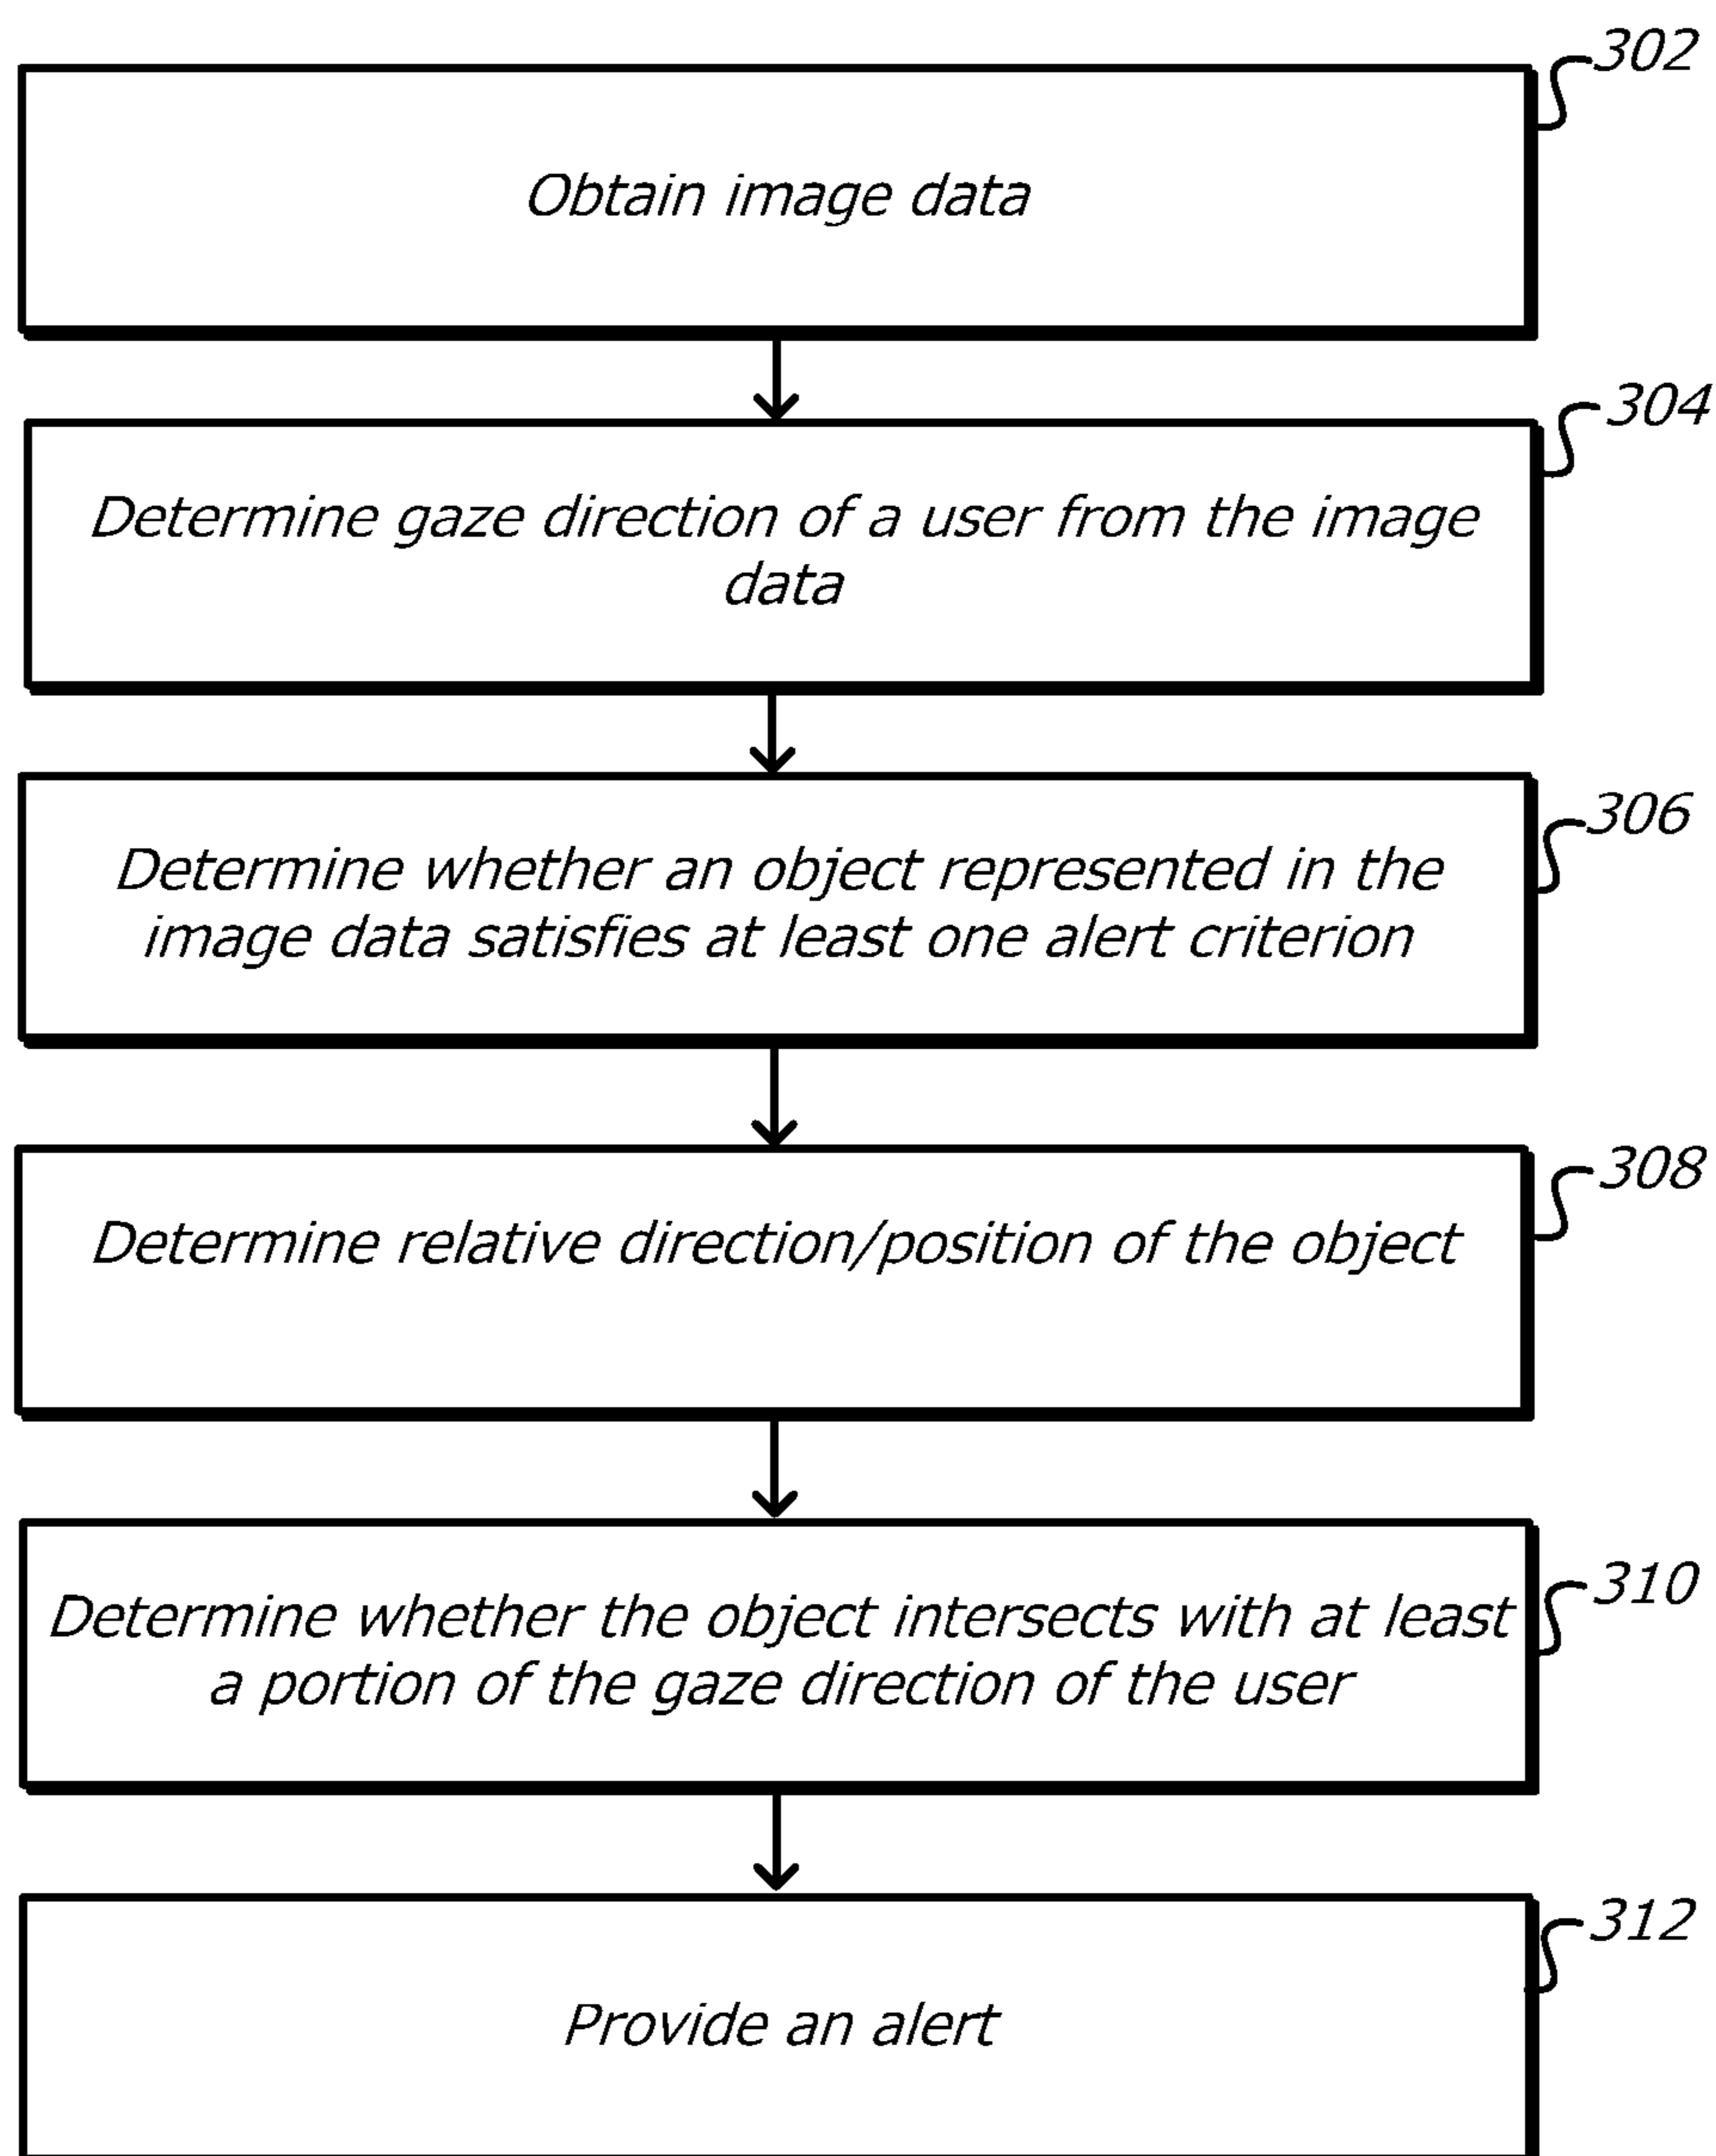 302
Obtain image data
304
Determine gaze direction of a user from the image
data
306
Determine whether an object represented in the
image data satisfies at least one alert criterion
308
Determine relative direction/position of the object
310
Determine whether the object intersects with at least
a portion of the gaze direction of the user
312
Provide an alert